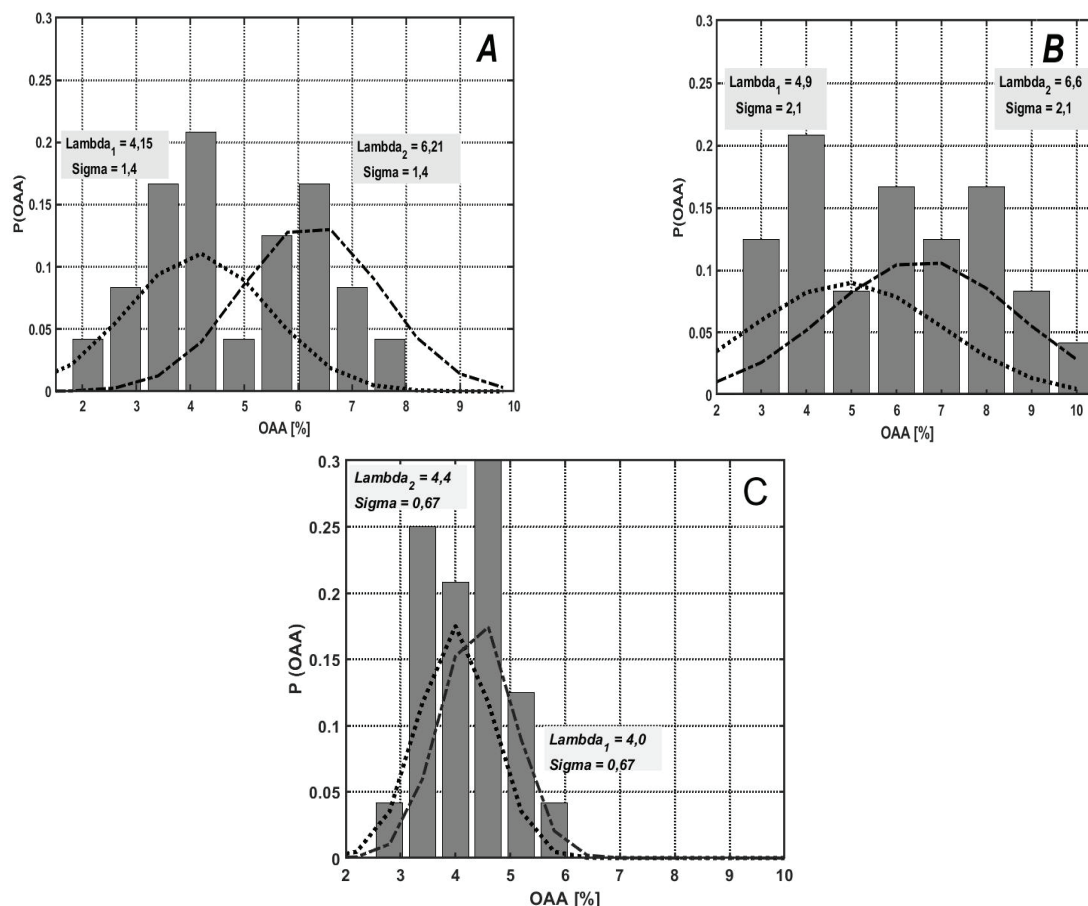 A
0.3
0.25
0.2
0.15
0.1
0.05
0
P(OAA)
Lambda1 = 4,15
Sigma = 1,4
Lambda2 = 6,21
Sigma = 1,4
2 3 4 5 6 7 8 9 10
OAA [%]
B
0.3
0.25
0.2
0.15
0.1
0.05
0
P(OAA)
Lambda1 = 4,9
Sigma = 2,1
Lambda2 = 6,6
Sigma = 2,1
2 3 4 5 6 7 8 9 10
OAA [%]
C
0.3
0.25
0.2
0.15
0.1
0.05
0
P (OAA)
Lambda2 = 4,4
Sigma = 0,67
Lambda1 = 4,0
Sigma = 0,67
2 3 4 5 6 7 8 9 10
OAA [%]